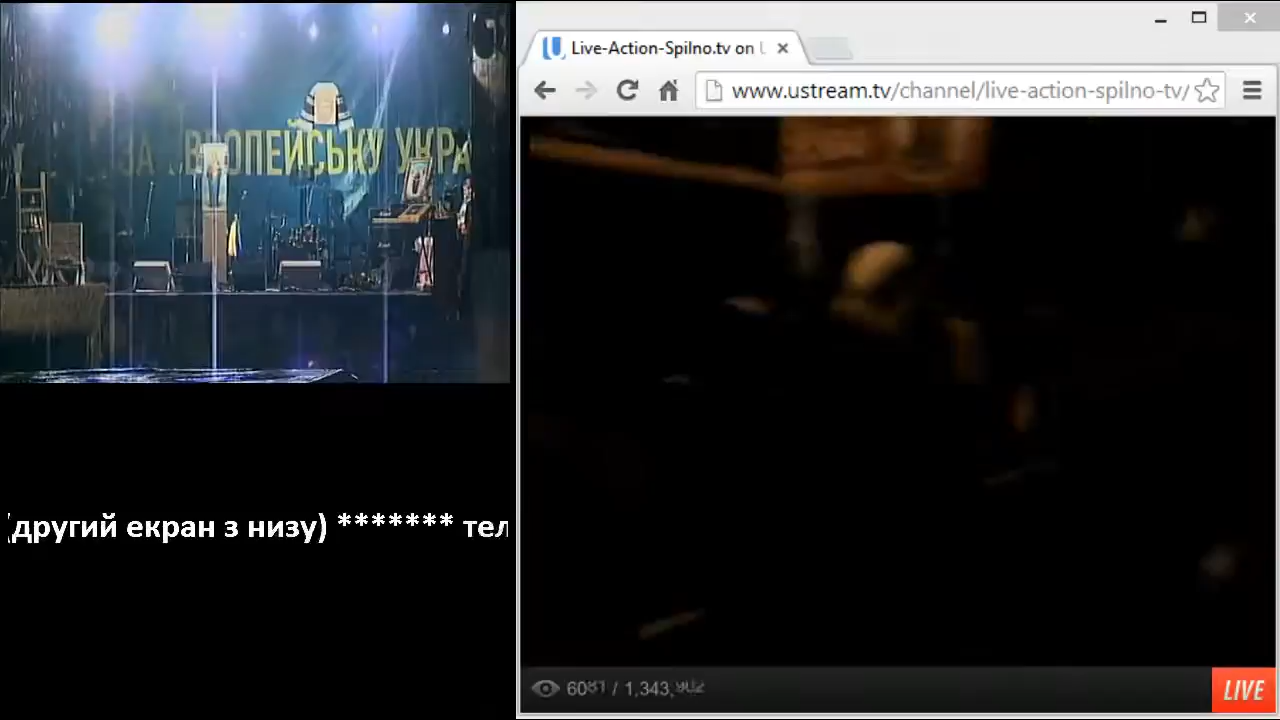 ЗА ЄВРОПЕЙСЬКУ УКРА
(другий екран з низу) ******* тел
Live-Action-Spilno.tv on U
www.ustream.tv/channel/live-action-spilno-tv/
LIVE